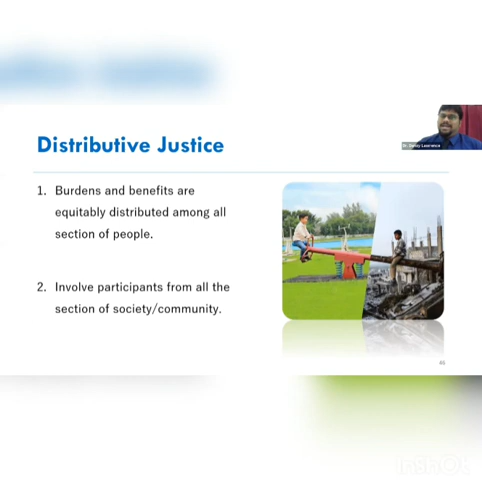 Distributive Justice
1. Burdens and benefits are
equitably distributed among all
section of people.
2. Involve participants from all the
section of society/community.
46
InShOt